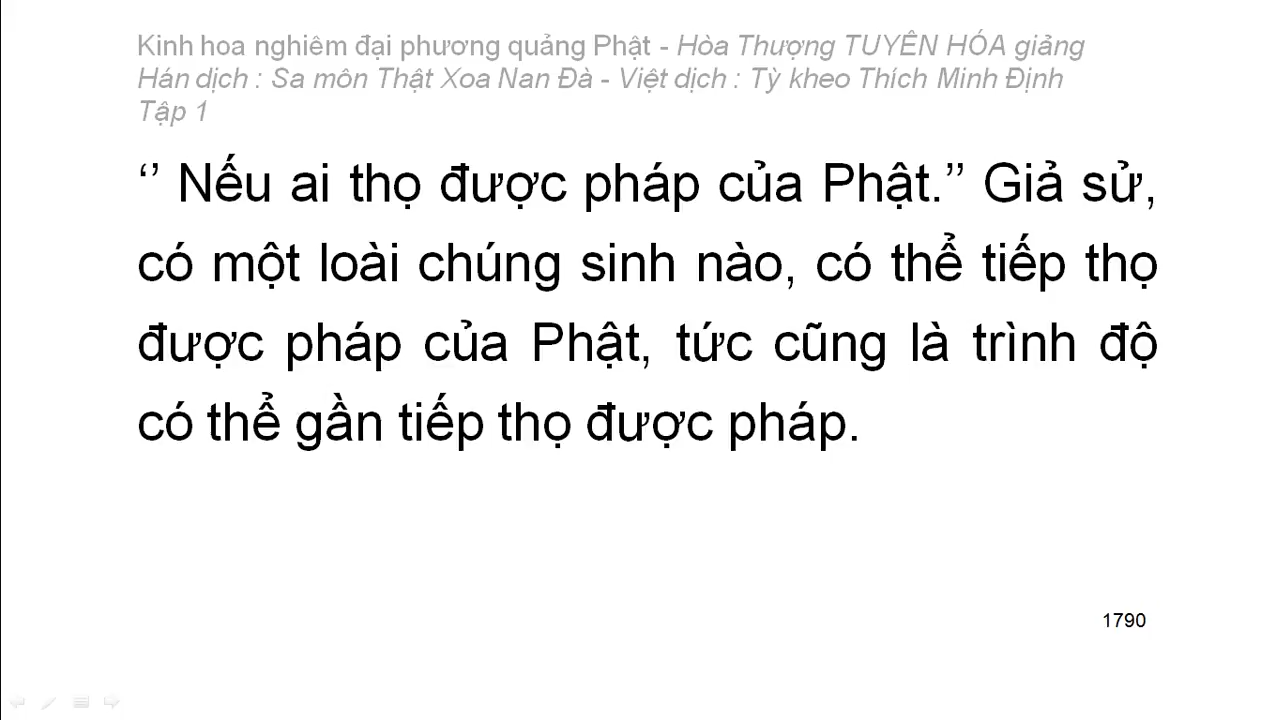 Kinh hoa nghiêm đại phương quảng Phật - Hòa Thượng TUYÊN HÓA giảng
Hán dịch : Sa môn Thật Xoa Nan Đà - Việt dịch : Tỳ kheo Thích Minh Định
Tập 1
‘’ Nếu ai thọ được pháp của Phật.’’ Giả sử,
có một loài chúng sinh nào, có thể tiếp thọ
được pháp của Phật, tức cũng là trình độ
có thể gần tiếp thọ được pháp.
1790